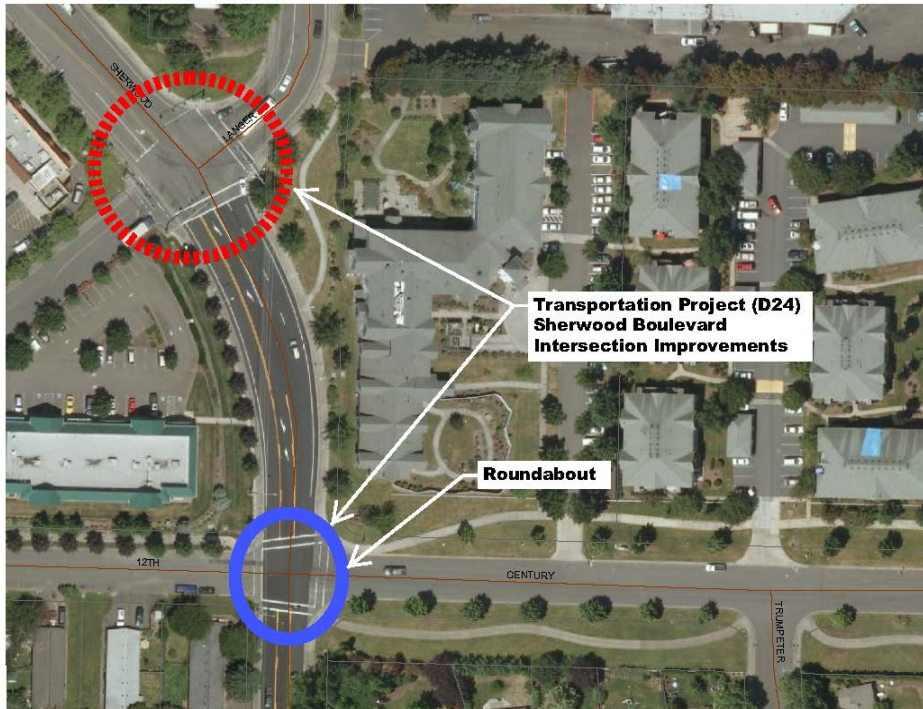 SHERWOOD
LANGER
Transportation Project (D24)
Sherwood Boulevard
Intersection Improvements
Roundabout
12TH
CENTURY
TRUMPETER